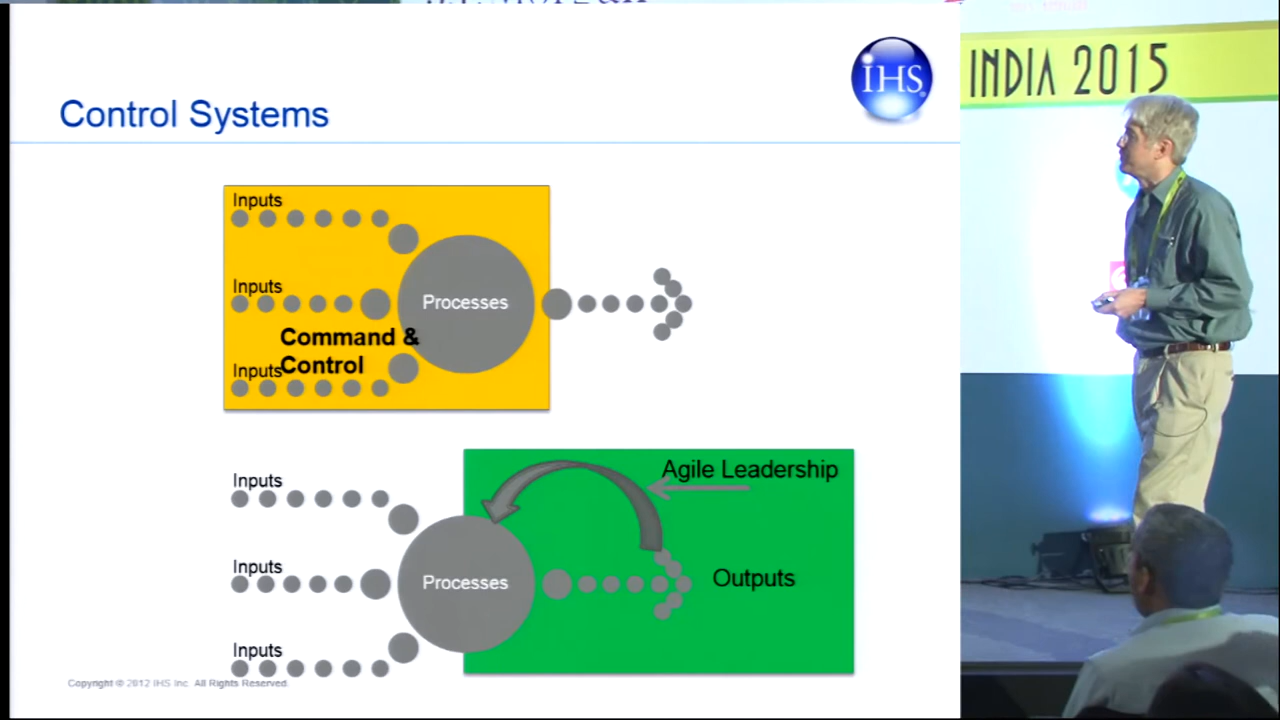 IHS
Control Systems
Inputs
Inputs
Processes
Command &
Control
Inputs
Agile Leadership
Inputs
Inputs
Processes
Outputs
Inputs
Copyright © 2012 IHS Inc. All Rights Reserved.
INDIA 2015